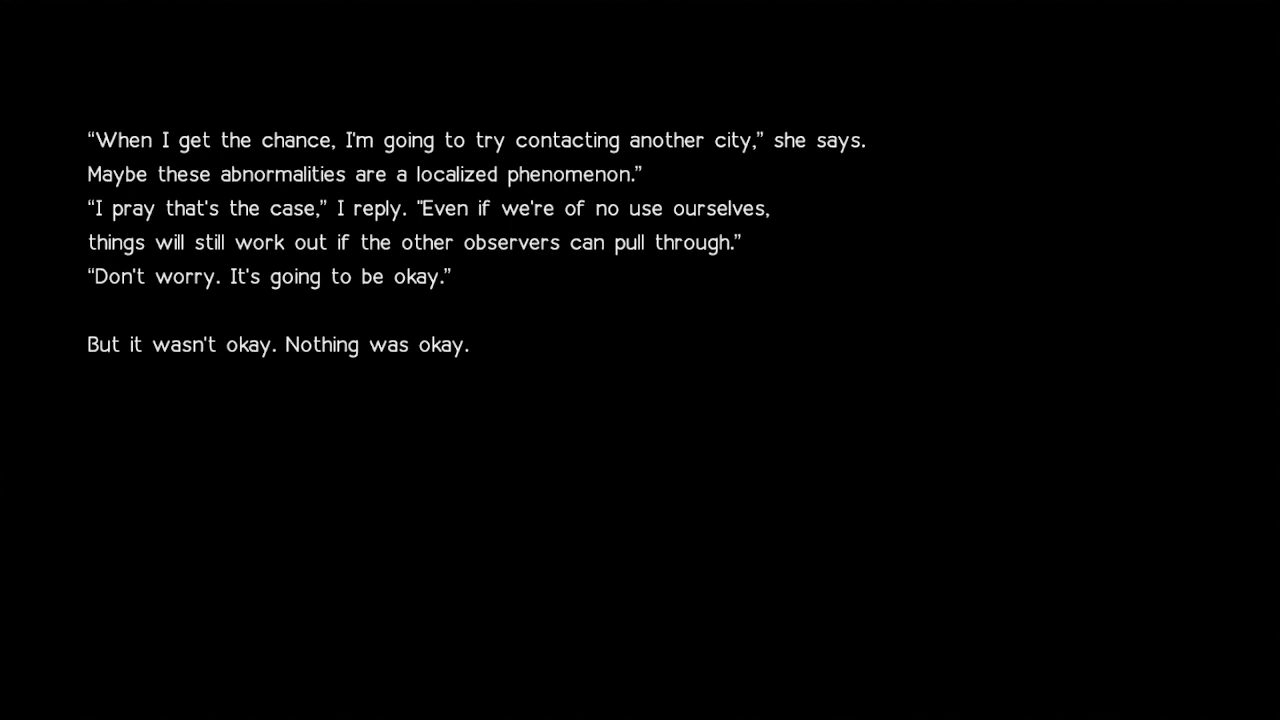 “When I get the chance, I'm going to try contacting another city,” she says.
Maybe these abnormalities are a localized phenomenon.”
“I pray that's the case,” I reply. "Even if we're of no use ourselves,
things will still work out if the other observers can pull through.”
“Don't worry. It's going to be okay.”
But it wasn't okay. Nothing was okay.